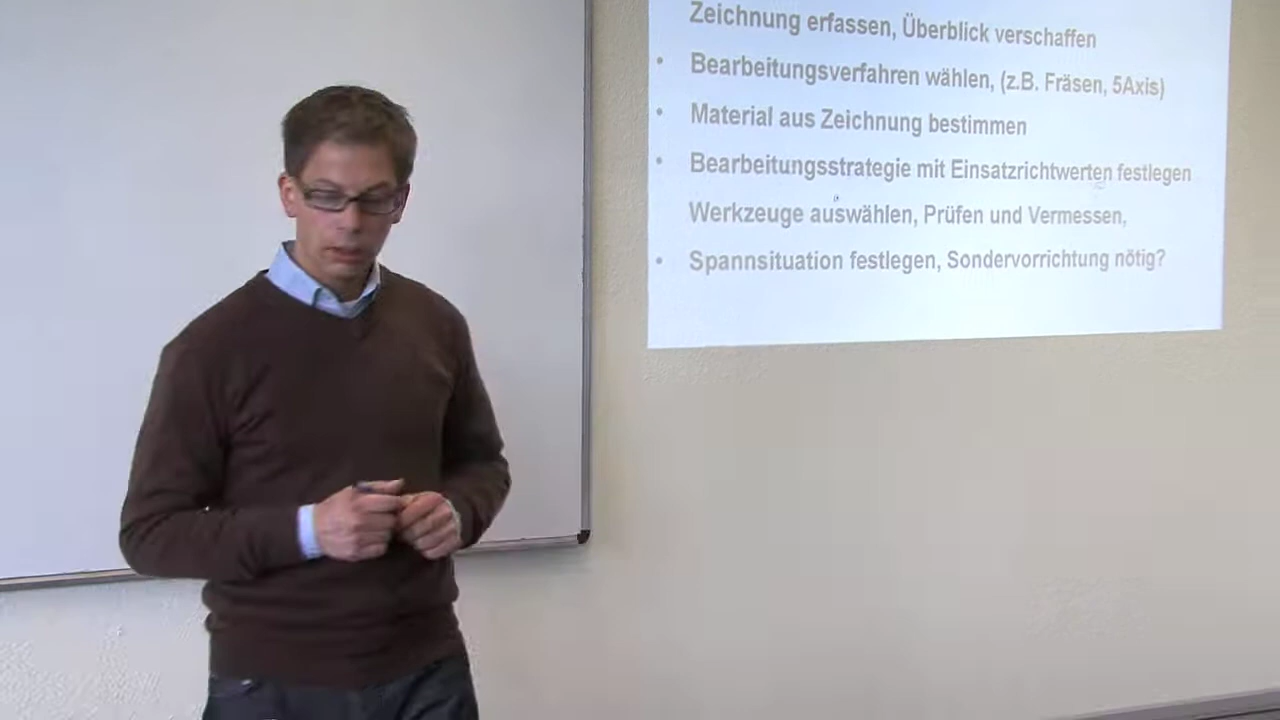 Zeichnung erfassen, Überblick verschaffen
• Bearbeitungsverfahren wählen, (z.B. Fräsen, 5Axis)
• Material aus Zeichnung bestimmen
• Bearbeitungsstrategie mit Einsatzrichtwerten festlegen
Werkzeuge auswählen, Prüfen und Vermessen,
• Spannsituation festlegen, Sondervorrichtung nötig?